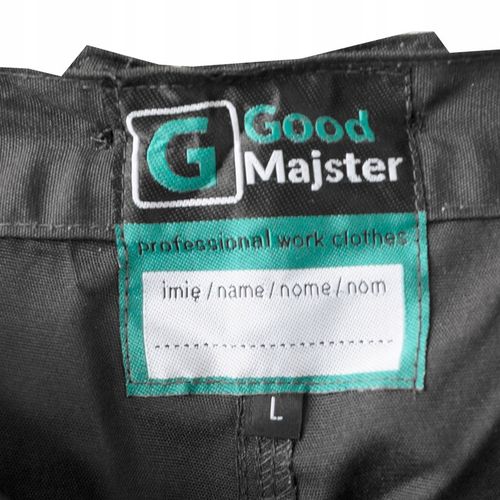 G
Good
Majster
professional work clothes
imię / name / nome / nom
L